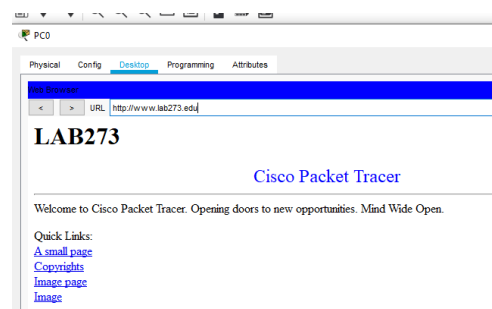 PC0
Physical Config Desktop Programming Attributes
Web Browser
< > URL http://www.lab273.edu
LAB273
Cisco Packet Tracer
Welcome to Cisco Packet Tracer. Opening doors to new opportunities. Mind Wide Open.
Quick Links:
A small page
Copyrights
Image page
Image